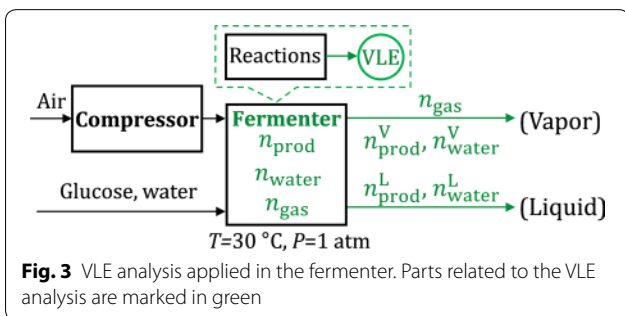 Reactions
VLE
Air
Compressor
Fermenter
n_prod
n_water
n_gas
n_gas
(Vapor)
n^V_prod, n^V_water
Glucose, water
n^L_prod, n^L_water
(Liquid)
T=30 °C, P=1 atm
Fig. 3 VLE analysis applied in the fermenter. Parts related to the VLE
analysis are marked in green